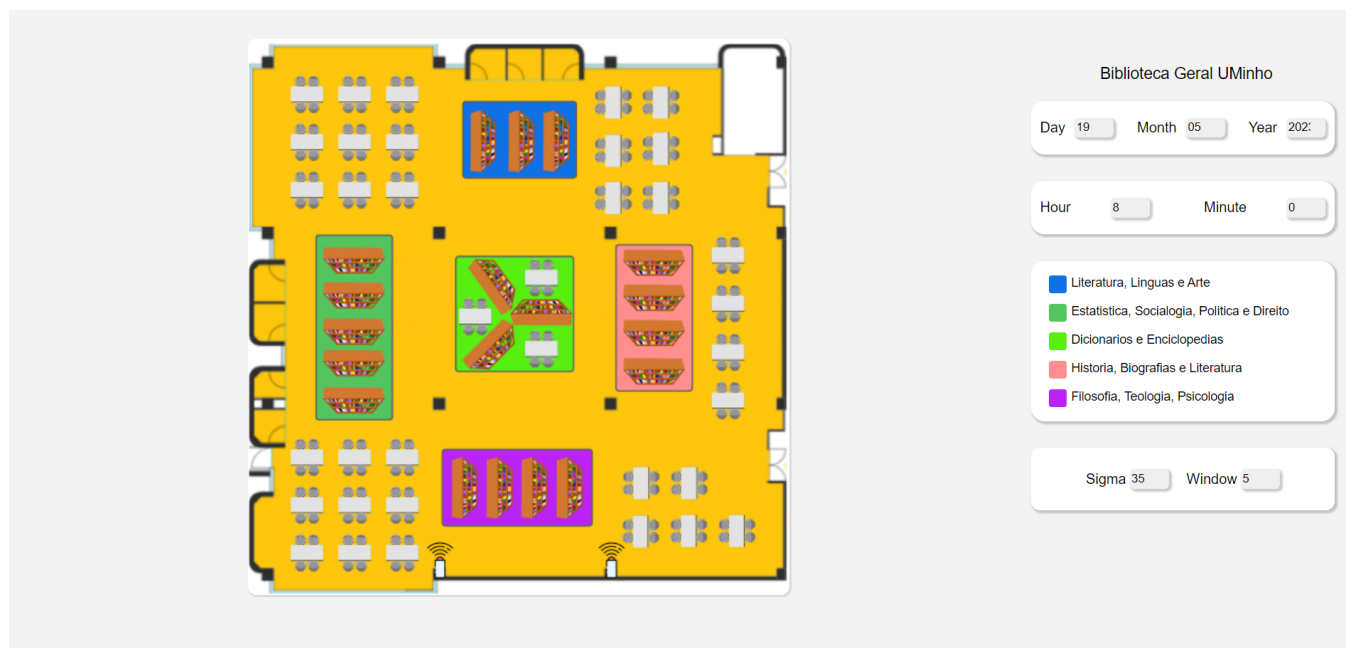 Biblioteca Geral UMinho
Day 19 Month 05 Year
Hour 8 Minute 0
Literatura, Linguas e Arte
Estatistica, Socialogia, Politica e Direito
Dicionarios e Enciclopedias
Historia, Biografias e Literatura
Filosofia, Teologia, Psicologia
Sigma 35 Window 5